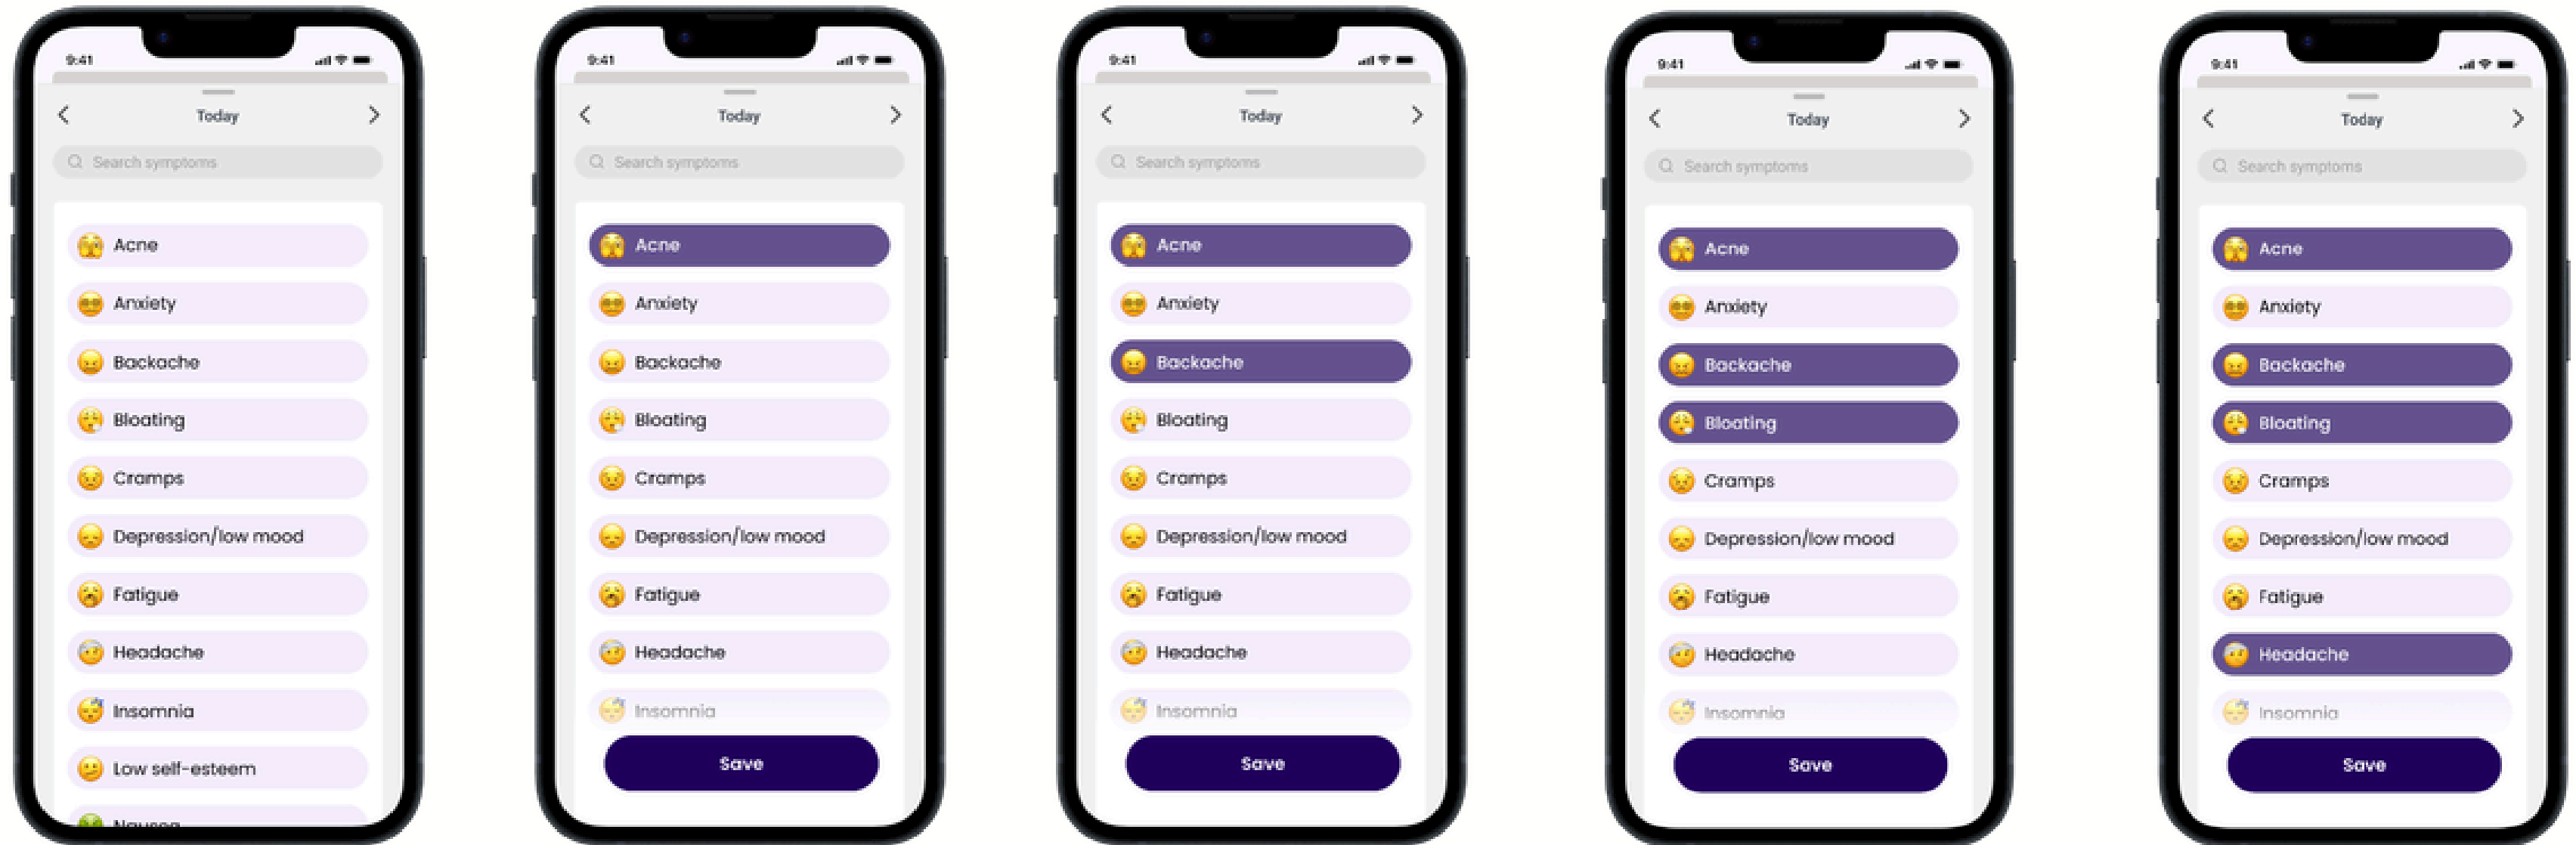 9:41
Today
Search symptoms
Acne
Anxiety
Backache
Bloating
Cramps
Depression/low mood
Fatigue
Headache
Insomnia
Low self-esteem
Nausea
9:41
Today
Search symptoms
Acne
Anxiety
Backache
Bloating
Cramps
Depression/low mood
Fatigue
Headache
Insomnia
Save
9:41
Today
Search symptoms
Acne
Anxiety
Backache
Bloating
Cramps
Depression/low mood
Fatigue
Headache
Insomnia
Save
9:41
Today
Search symptoms
Acne
Anxiety
Backache
Bloating
Cramps
Depression/low mood
Fatigue
Headache
Insomnia
Save
9:41
Today
Search symptoms
Acne
Anxiety
Backache
Bloating
Cramps
Depression/low mood
Fatigue
Headache
Insomnia
Save